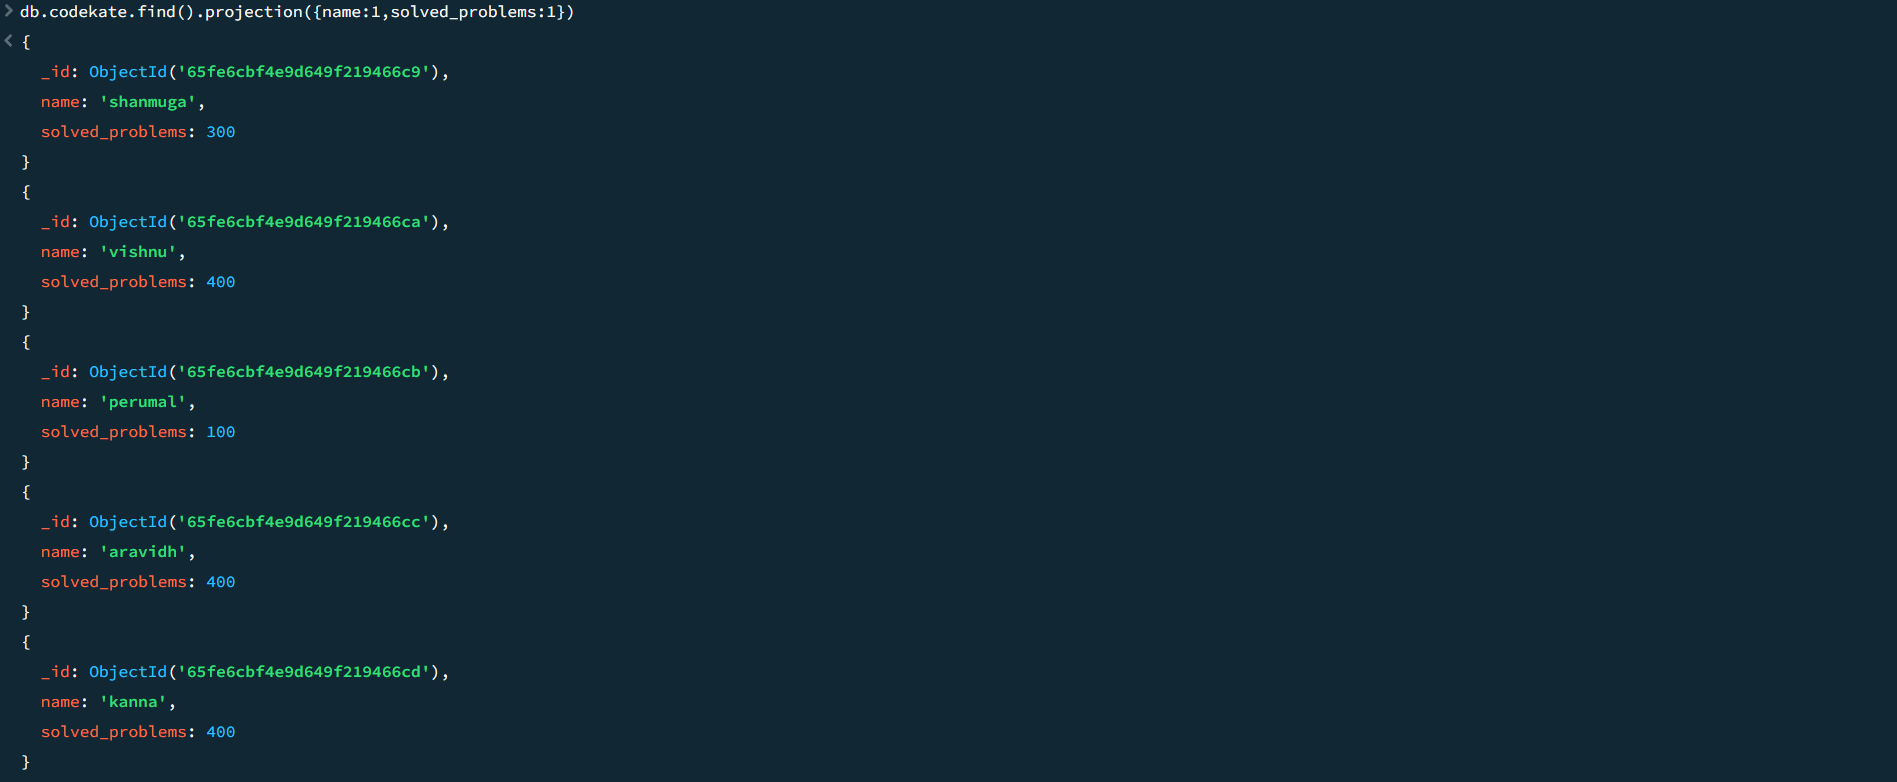 > db.codekate.find().projection({name:1,solved_problems:1})
< {
_id: ObjectId('65fe6cbf4e9d649f219466c9'),
name: 'shanmuga',
solved_problems: 300
}
{
_id: ObjectId('65fe6cbf4e9d649f219466ca'),
name: 'vishnu',
solved_problems: 400
}
{
_id: ObjectId('65fe6cbf4e9d649f219466cb'),
name: 'perumal',
solved_problems: 100
}
{
_id: ObjectId('65fe6cbf4e9d649f219466cc'),
name: 'aravidh',
solved_problems: 400
}
{
_id: ObjectId('65fe6cbf4e9d649f219466cd'),
name: 'kanna',
solved_problems: 400
}